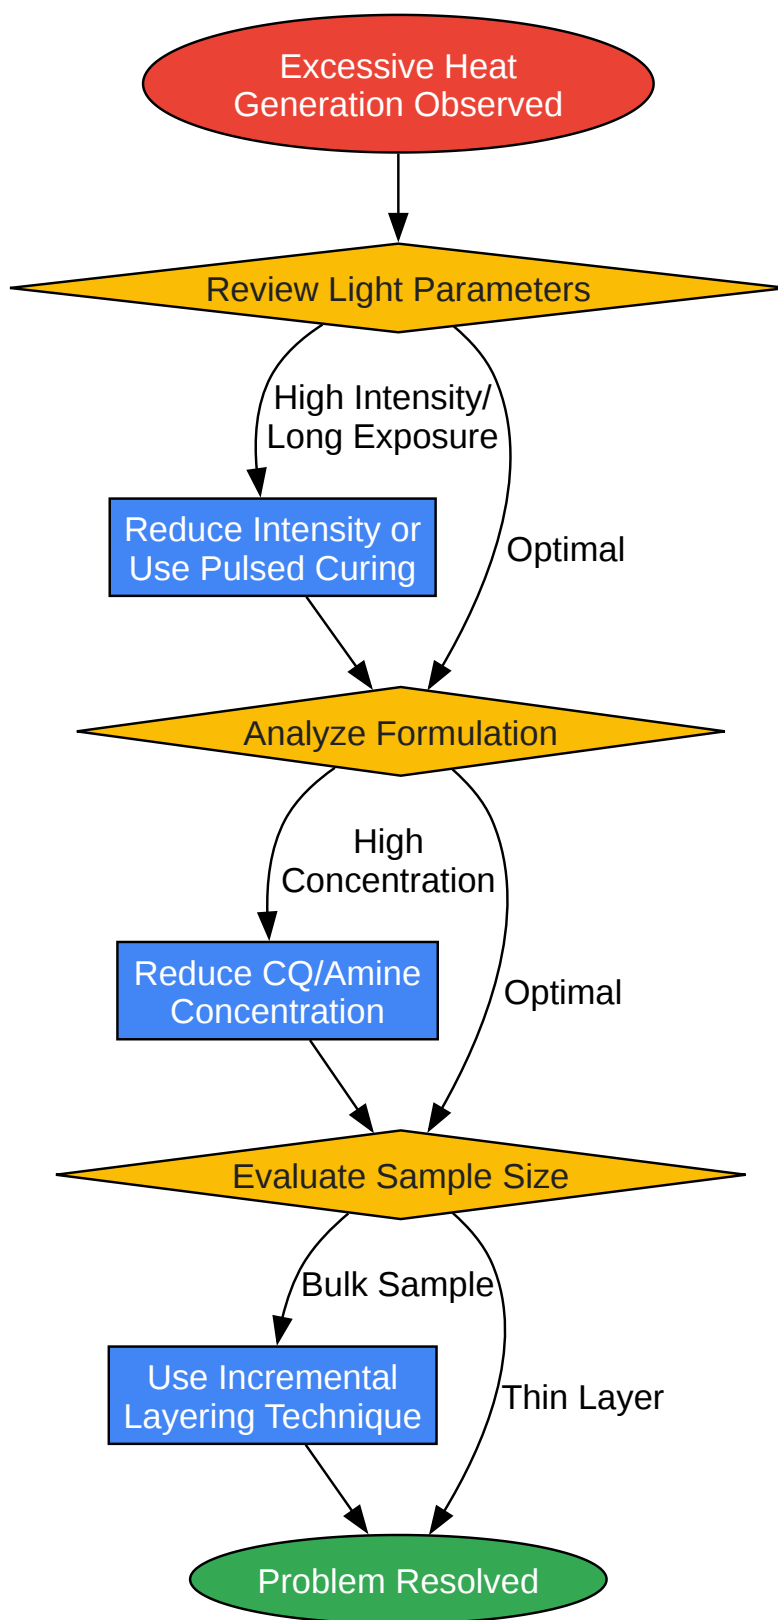 Excessive Heat
Generation Observed
Review Light Parameters
High Intensity/
Long Exposure
Reduce Intensity or
Use Pulsed Curing
Optimal
Analyze Formulation
High
Concentration
Reduce CQ/Amine
Concentration
Optimal
Evaluate Sample Size
Bulk Sample
Use Incremental
Layering Technique
Thin Layer
Problem Resolved